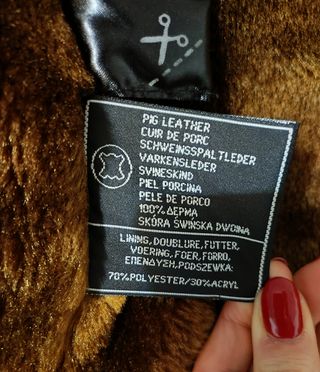 PIG LEATHER
CUIR DE PORC
SCHWEINSSPALTLEDER
VARKENSLEDER
SVINESKIND
PIEL PORCINA
PELE DE PORCO
100% ΔΕΡΜΑ
SKÓRA ŚWIŃSKA DWOINA
LINING, DOUBLURE, FUTTER,
VOERING, FOER, FORRO,
ΕΠΕΝΔΥΣΗ, PODSZEWKA:
70% POLYESTER/30% ACRYL